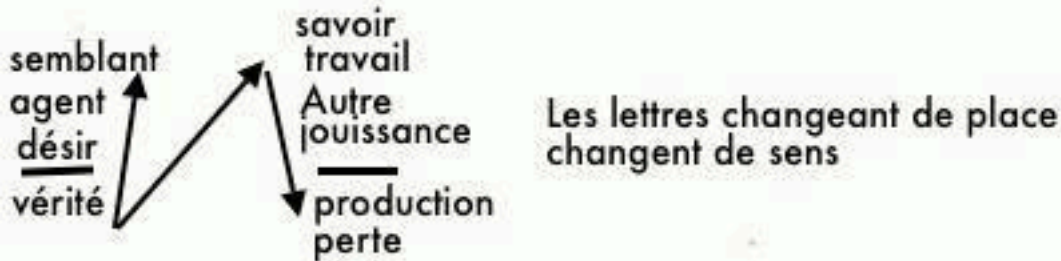 semblant
agent
désir
vérité
savoir
travail
Autre
jouissance
production
perte
Les lettres changeant de place
changent de sens